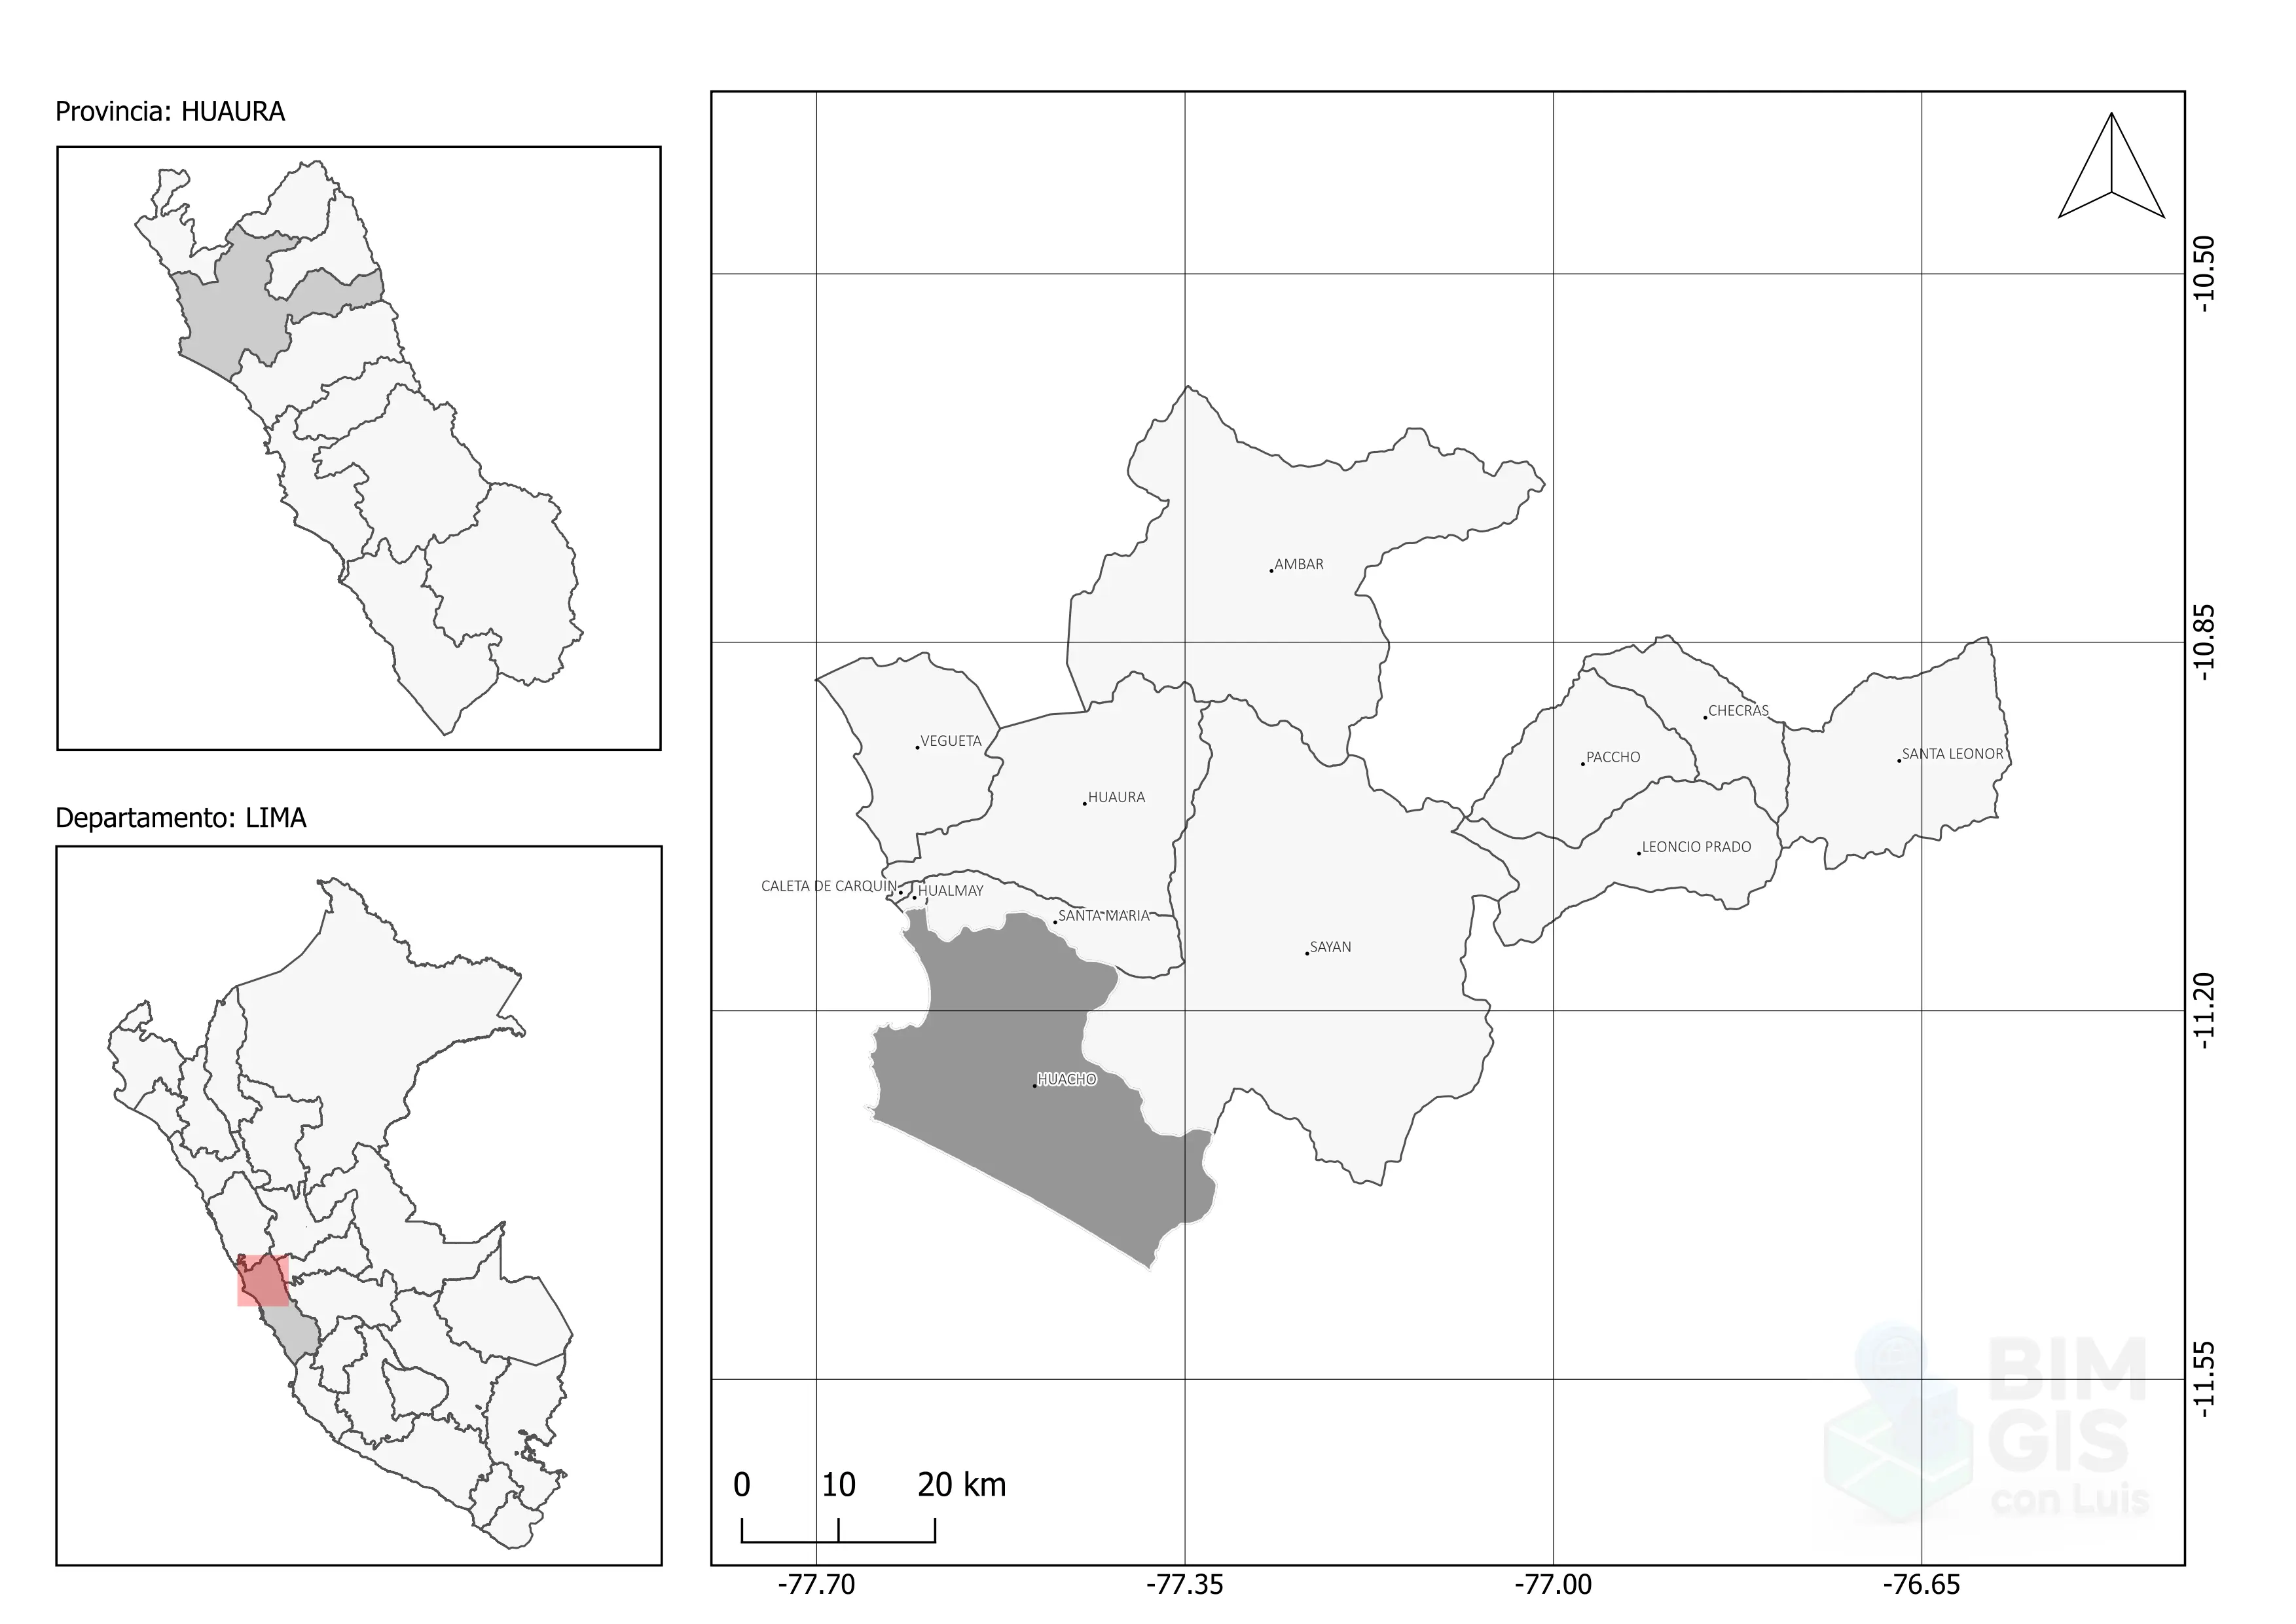 Provincia: HUAURA
Departamento: LIMA
-10.50
AMBAR
-10.85
CHECRAS
VEGUETA
SANTA LEONOR
PACCHO
HUAURA
LEONCIO PRADO
CALETA DE CARQUIN
HUALMAY
SANTA MARIA
SAYAN
-11.20
HUACHO
-11.55
BIM
GIS
con Luis
0 10 20 km
-77.70 -77.35 -77.00 -76.65